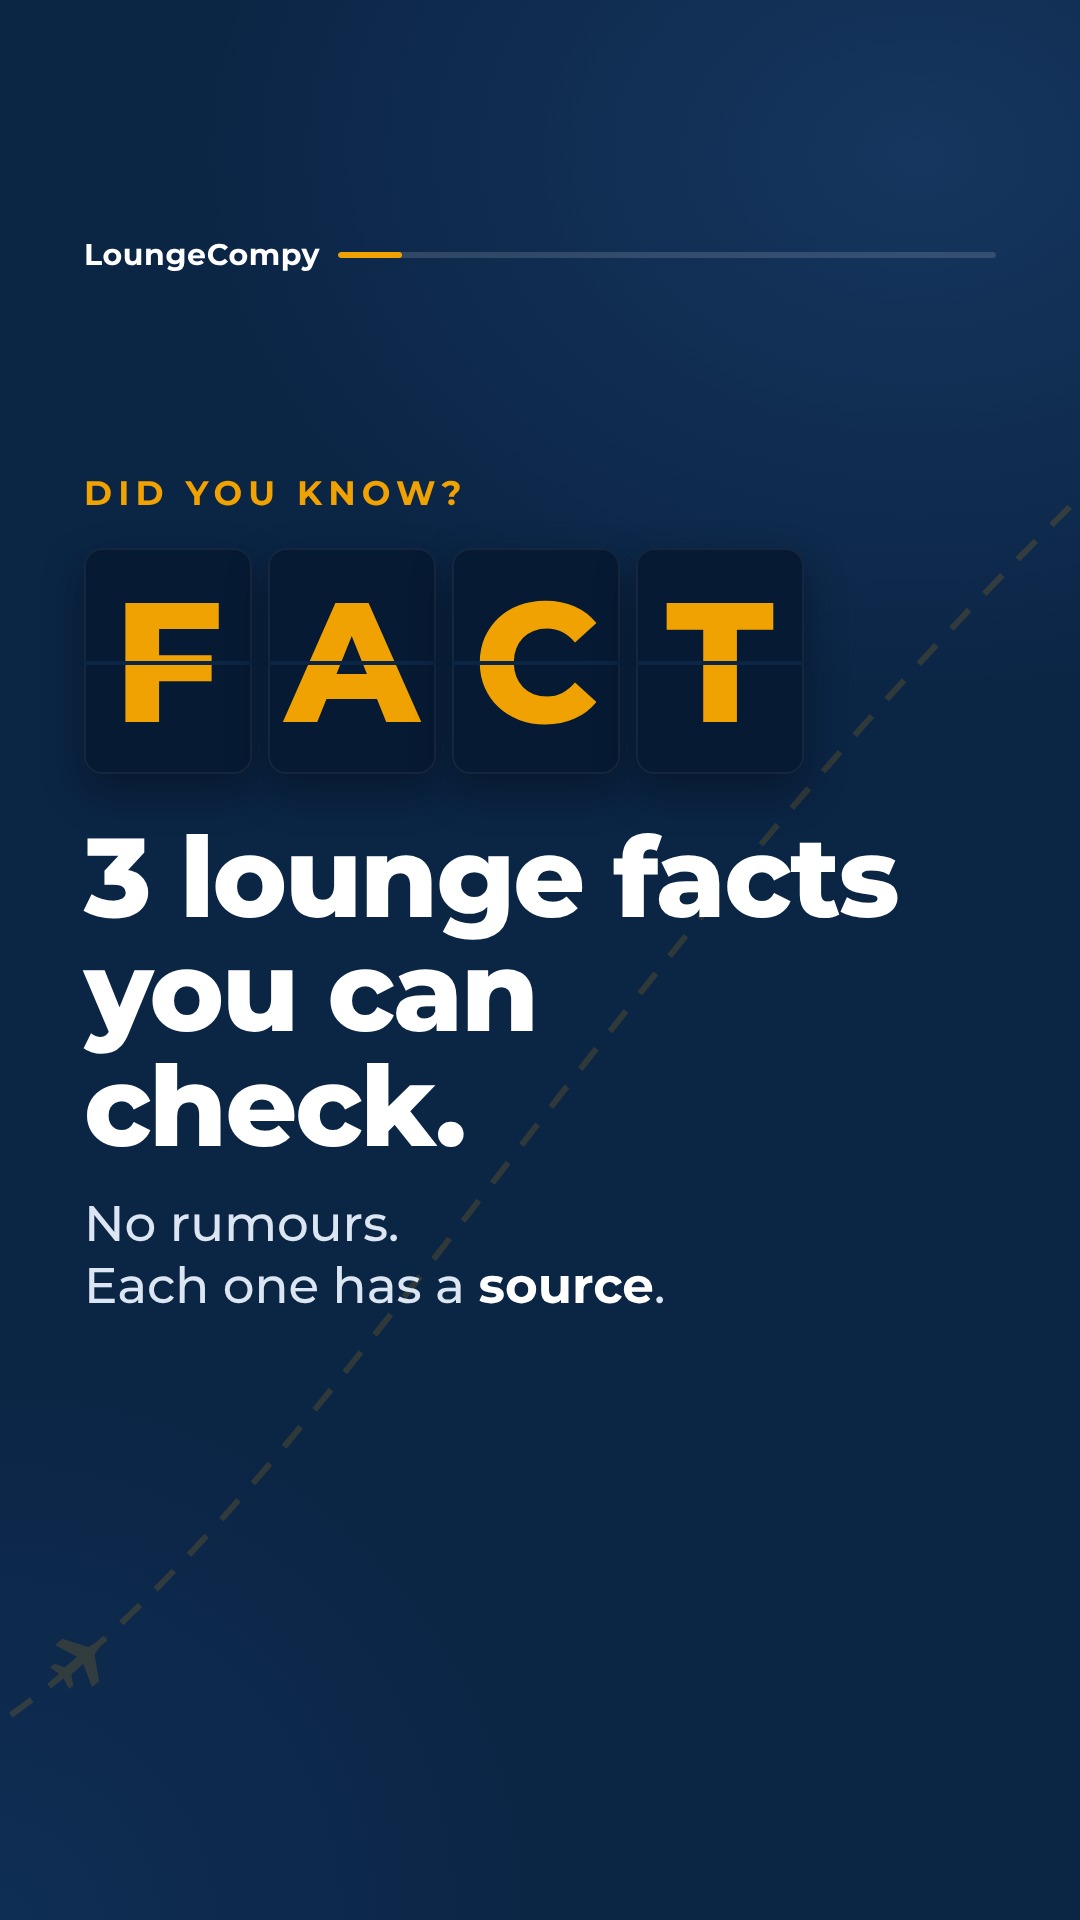 LoungeCompy
DID YOU KNOW?
FACT
3 lounge facts
you can
check.
No rumours.
Each one has a source.